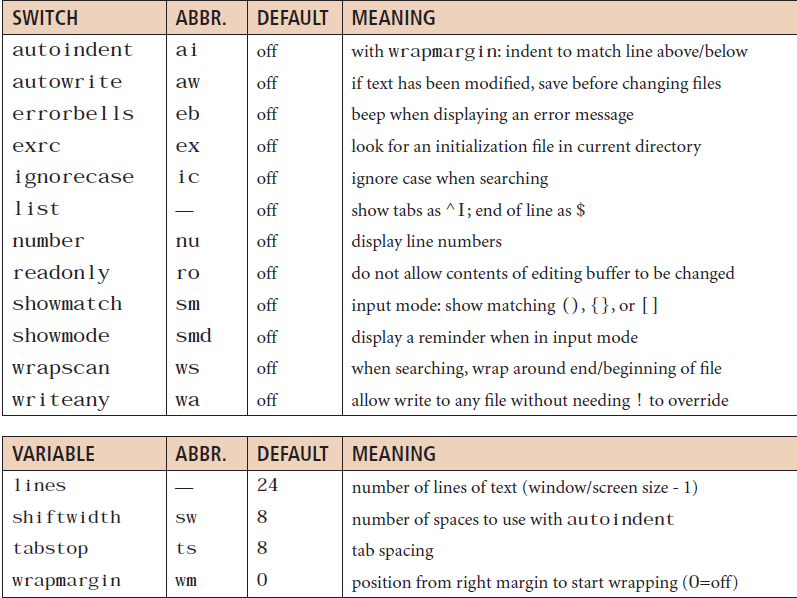 SWITCH ABBR. DEFAULT MEANING
autoindent ai off with wrapmargin: indent to match line above/below
autowrite aw off if text has been modified, save before changing files
errorbells eb off beep when displaying an error message
exrc ex off look for an initialization file in current directory
ignorecase ic off ignore case when searching
list — off show tabs as ^I; end of line as $
number nu off display line numbers
readonly ro off do not allow contents of editing buffer to be changed
showmatch sm off input mode: show matching (), {}, or []
showmode smd off display a reminder when in input mode
wrapscan ws off when searching, wrap around end/beginning of file
writeany wa off allow write to any file without needing ! to override
VARIABLE ABBR. DEFAULT MEANING
lines — 24 number of lines of text (window/screen size - 1)
shiftwidth sw 8 number of spaces to use with autoindent
tabstop ts 8 tab spacing
wrapmargin wm 0 position from right margin to start wrapping (0=off)